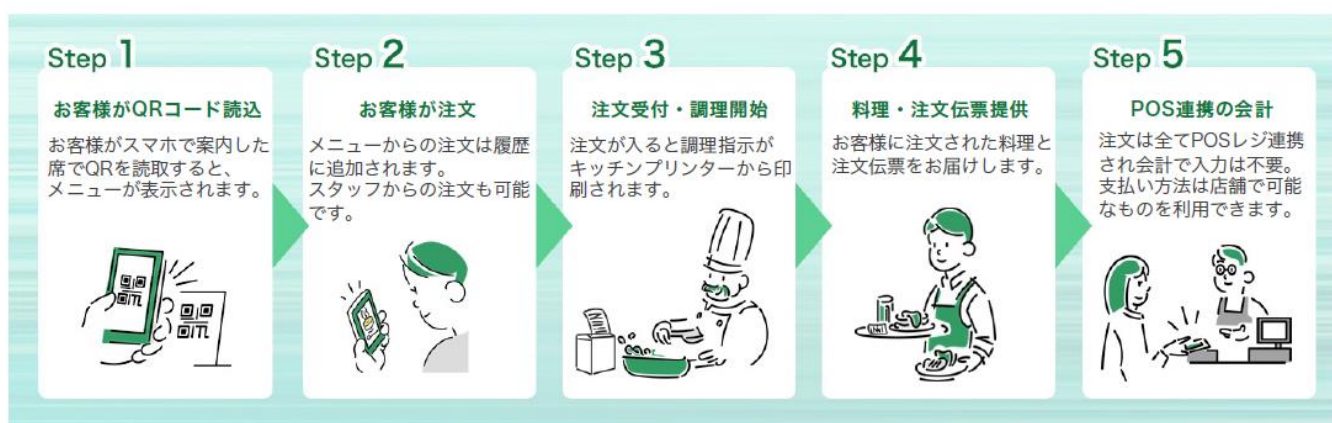 Step 1
お客様がQRコード読込
お客様がスマホで案内した
席でQRを読取すると、
メニューが表示されます。
Step 2
お客様が注文
メニューからの注文は履歴
に追加されます。
スタッフからの注文も可能
です。
Step 3
注文受付・調理開始
注文が入ると調理指示が
キッチンプリンターから印
刷されます。
Step 4
料理・注文伝票提供
お客様に注文された料理と
注文伝票をお届けします。
Step 5
POS連携の会計
注文は全てPOSレジ連携
され会計で入力は不要。
支払い方法は店舗で可能
なものを利用できます。